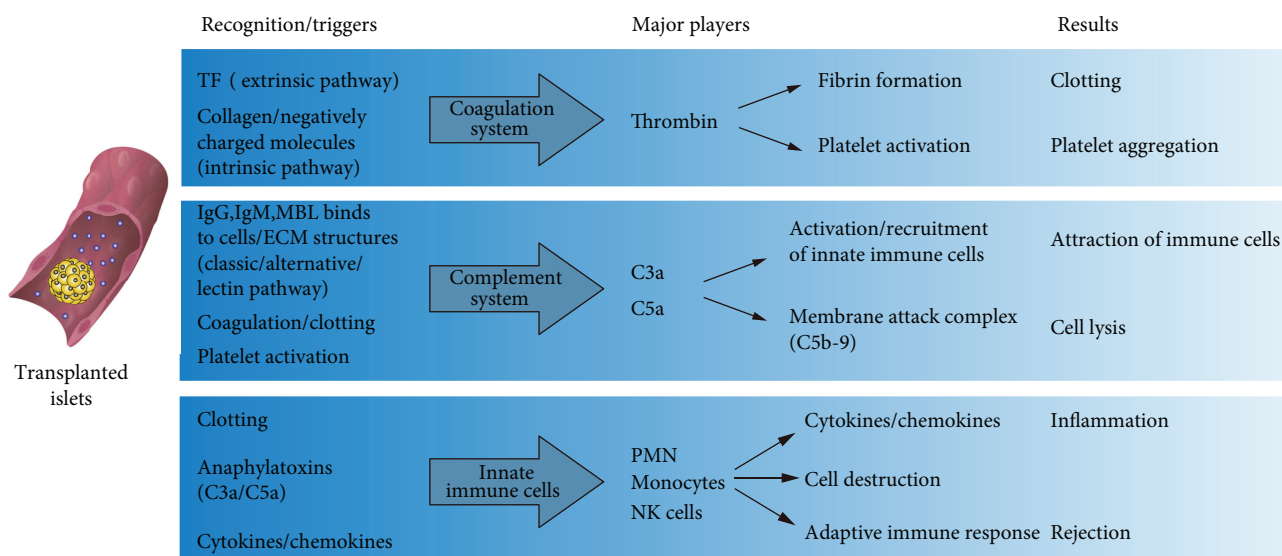 Recognition/triggers
Major players
Results
TF ( extrinsic pathway)
Collagen/negatively
charged molecules
(intrinsic pathway)
Coagulation
system
Thrombin
Fibrin formation
Platelet activation
Clotting
Platelet aggregation
IgG,IgM,MBL binds
to cells/ECM structures
(classic/alternative/
lectin pathway)
Coagulation/clotting
Platelet activation
Complement
system
C3a
C5a
Activation/recruitment
of innate immune cells
Membrane attack complex
(C5b-9)
Attraction of immune cells
Cell lysis
Transplanted
islets
Clotting
Anaphylatoxins
(C3a/C5a)
Cytokines/chemokines
Innate
immune cells
PMN
Monocytes
NK cells
Cytokines/chemokines
Cell destruction
Adaptive immune response
Inflammation
Rejection